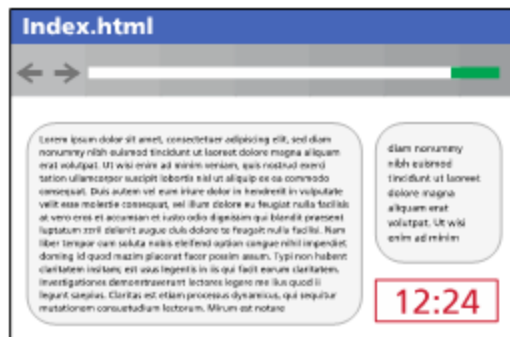 Index.html
Lorem ipsum dolor sit amet, consectetuer adipiscing elit, sed diam
nonummy nibh euismod tincidunt ut laoreet dolore magna aliquam
erat volutpat. Ut wisi enim ad minim veniam, quis nostrud exerci
tation ullamcorper suscipit lobortis nisl ut aliquip ex ea commodo
consequat. Duis autem vel eum iriure dolor in hendrerit in vulputate
velit esse molestie consequat, vel illum dolore eu feugiat nulla facilisis
at vero eros et accumsan et iusto odio dignissim qui blandit praesent
luptatum zzril delenit augue duis dolore te feugait nulla facilisi. Nam
liber tempor cum soluta nobis eleifend option congue nihil imperdiet
doming id quod mazim placerat facer possim assum. Typi non habent
claritatem insitam; est usus legentis in iis qui facit eorum claritatem.
Investigationes demonstraverunt lectores legere me lius quod ii
legunt saepius. Claritas est etiam processus dynamicus, qui sequitur
mutationem consuetudium lectorum. Mirum est notare
diam nonummy
nibh euismod
tincidunt ut laoreet
dolore magna
aliquam erat
volutpat. Ut wisi
enim ad minim
12:24